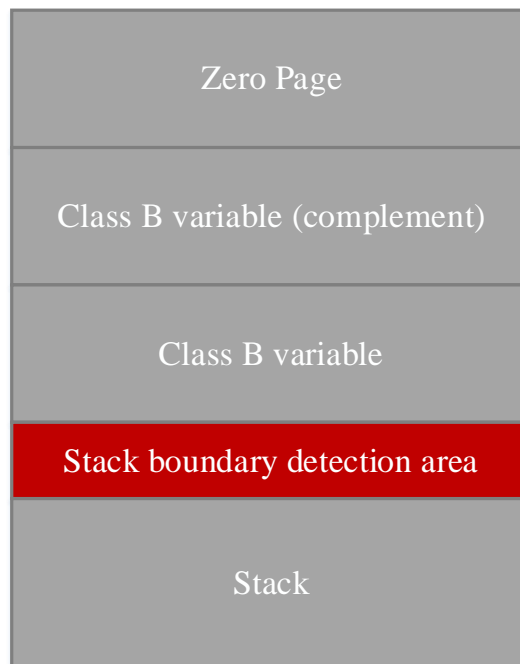 Zero Page
Class B variable (complement)
Class B variable
Stack boundary detection area
Stack